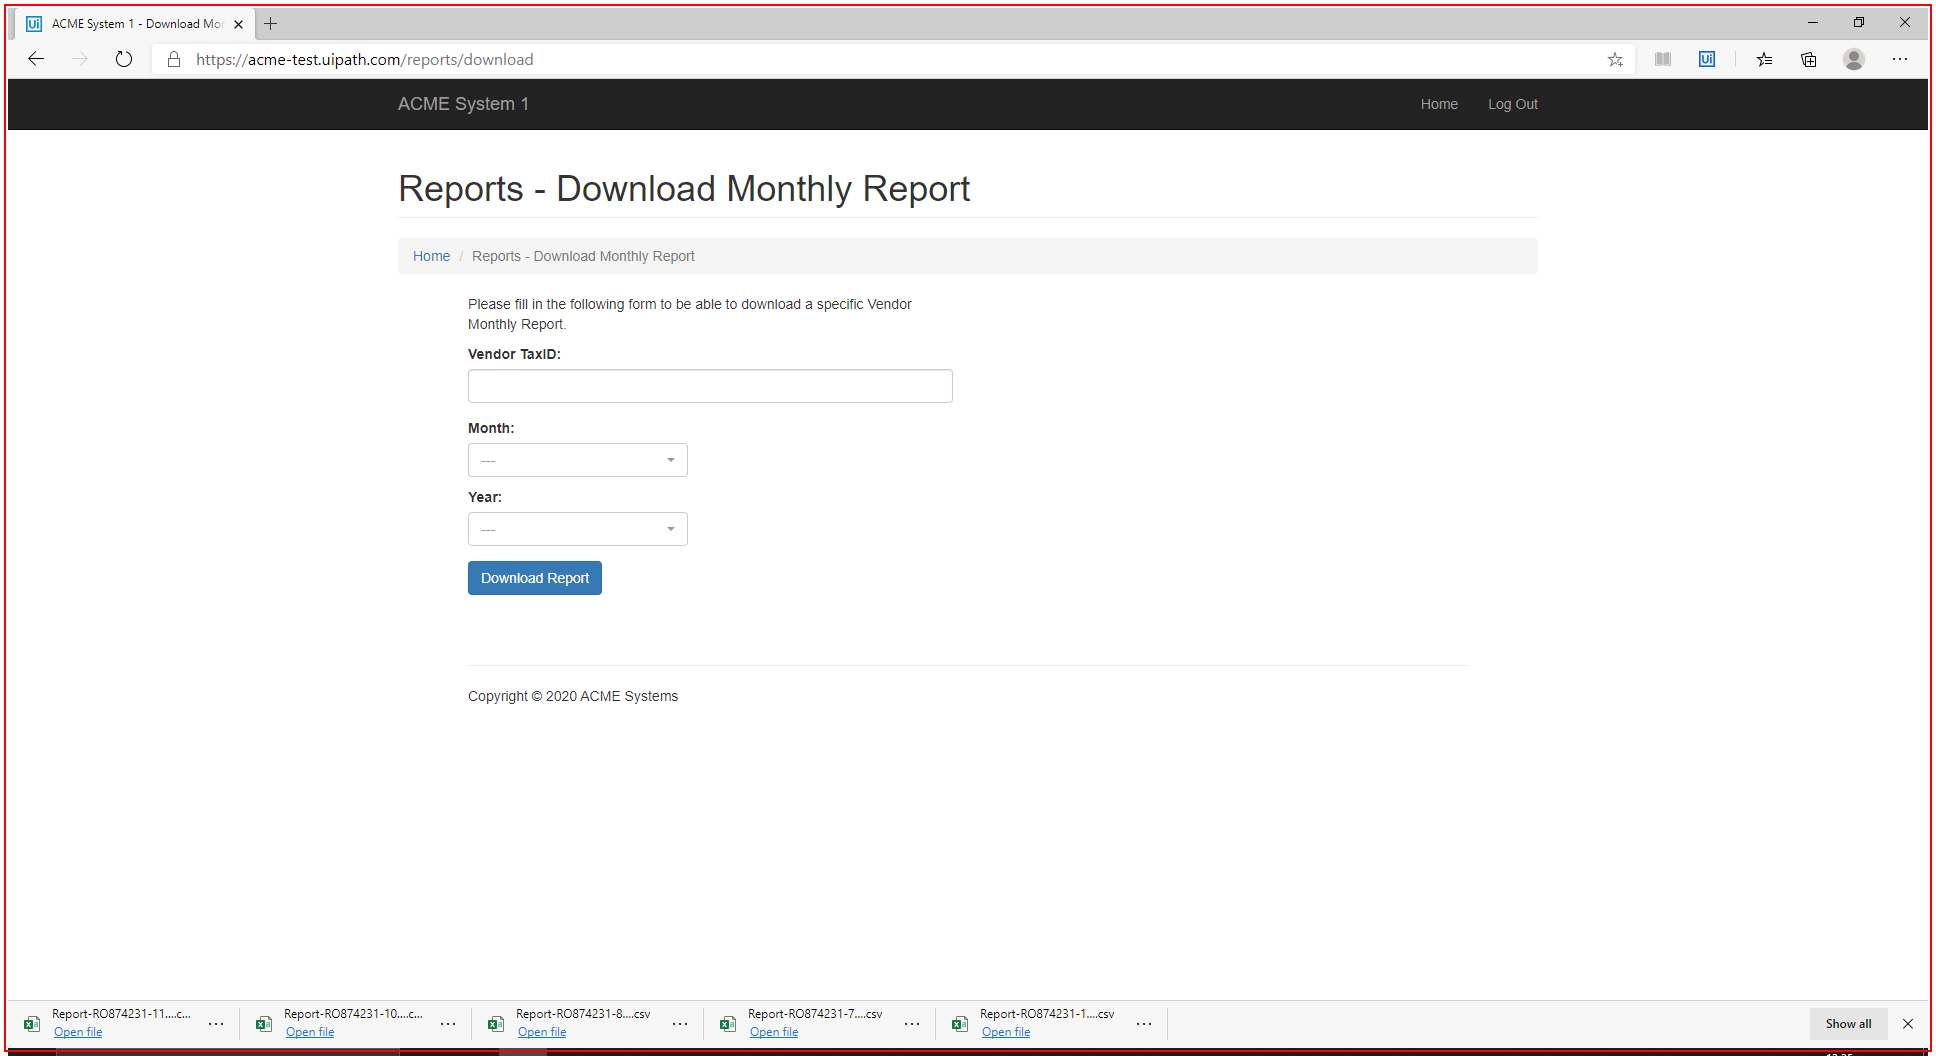 ACME System 1 - Download Mo
https://acme-test.uipath.com/reports/download
ACME System 1
Home
Log Out
Reports - Download Monthly Report
Home / Reports - Download Monthly Report
Please fill in the following form to be able to download a specific Vendor
Monthly Report.
Vendor TaxID:
Month:
---
Year:
---
Download Report
Copyright © 2020 ACME Systems
Report-RO874231-11....c...
Open file
Report-RO874231-10....c...
Open file
Report-RO874231-8....csv
Open file
Report-RO874231-7....csv
Open file
Report-RO874231-1....csv
Open file
Show all